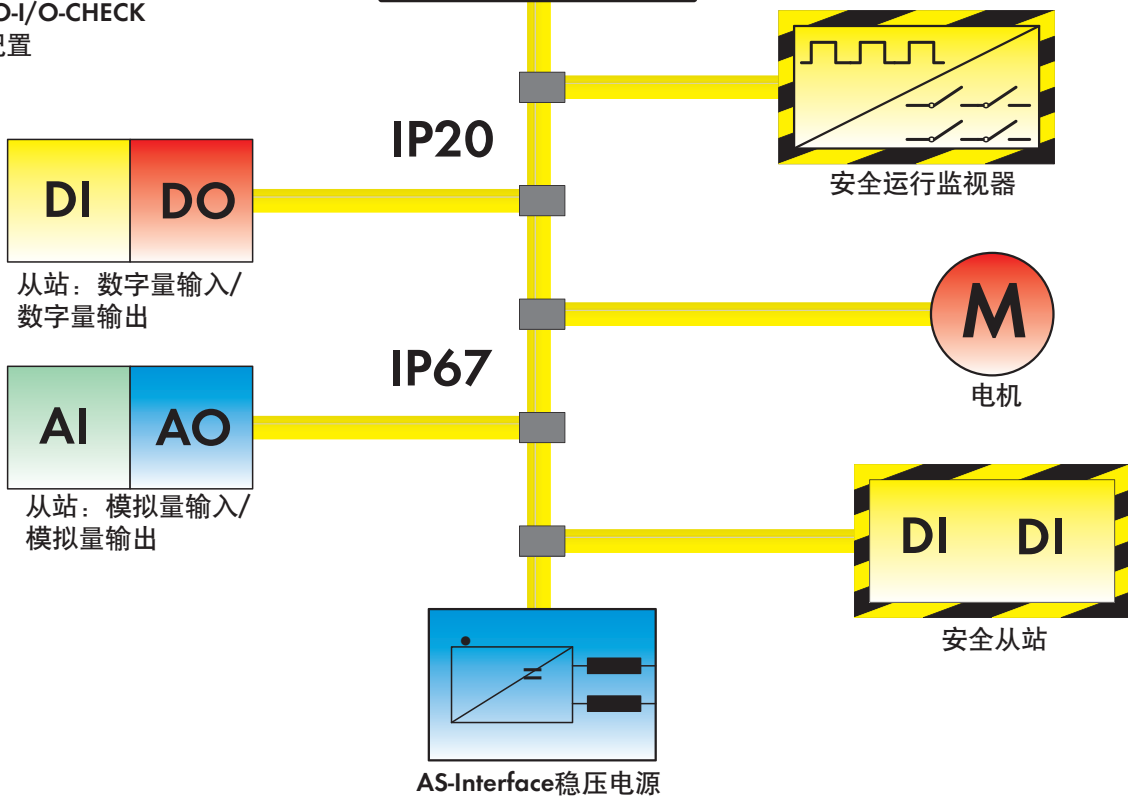 O-I/O-CHECK
配置
IP20
安全运行监视器
DI DO
从站：数字量输入/
数字量输出
M
电机
IP67
AI AO
从站：模拟量输入/
模拟量输出
DI DI
安全从站
AS-Interface稳压电源